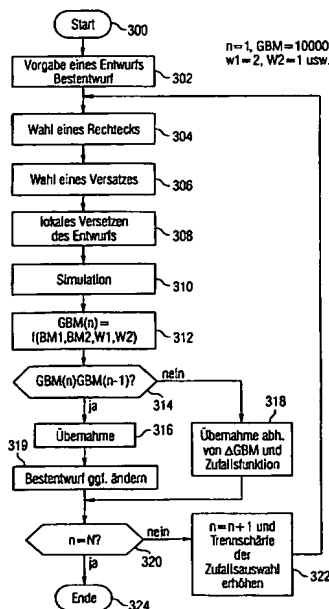 Start
300
n=1, GBM=10000
w1=2, W2=1 usw.
Vorgabe eines Entwurfs
Bestentwurf
302
Wahl eines Rechtecks
304
Wahl eines Versatzes
306
lokales Versetzen
des Entwurfs
308
Simulation
310
GBM(n)=
f(BM1,BM2,W1,W2)
312
GBM(n)GBM(n-1)?
nein
314
ja
318
Übernahme
316
Übernahme abh.
von ΔGBM und
Zufallsfunktion
319
Bestentwurf ggf. ändern
n=N?
nein
320
n=n+1 und
Trennschärfe
der
Zufallsauswahl
erhöhen
322
ja
Ende
324